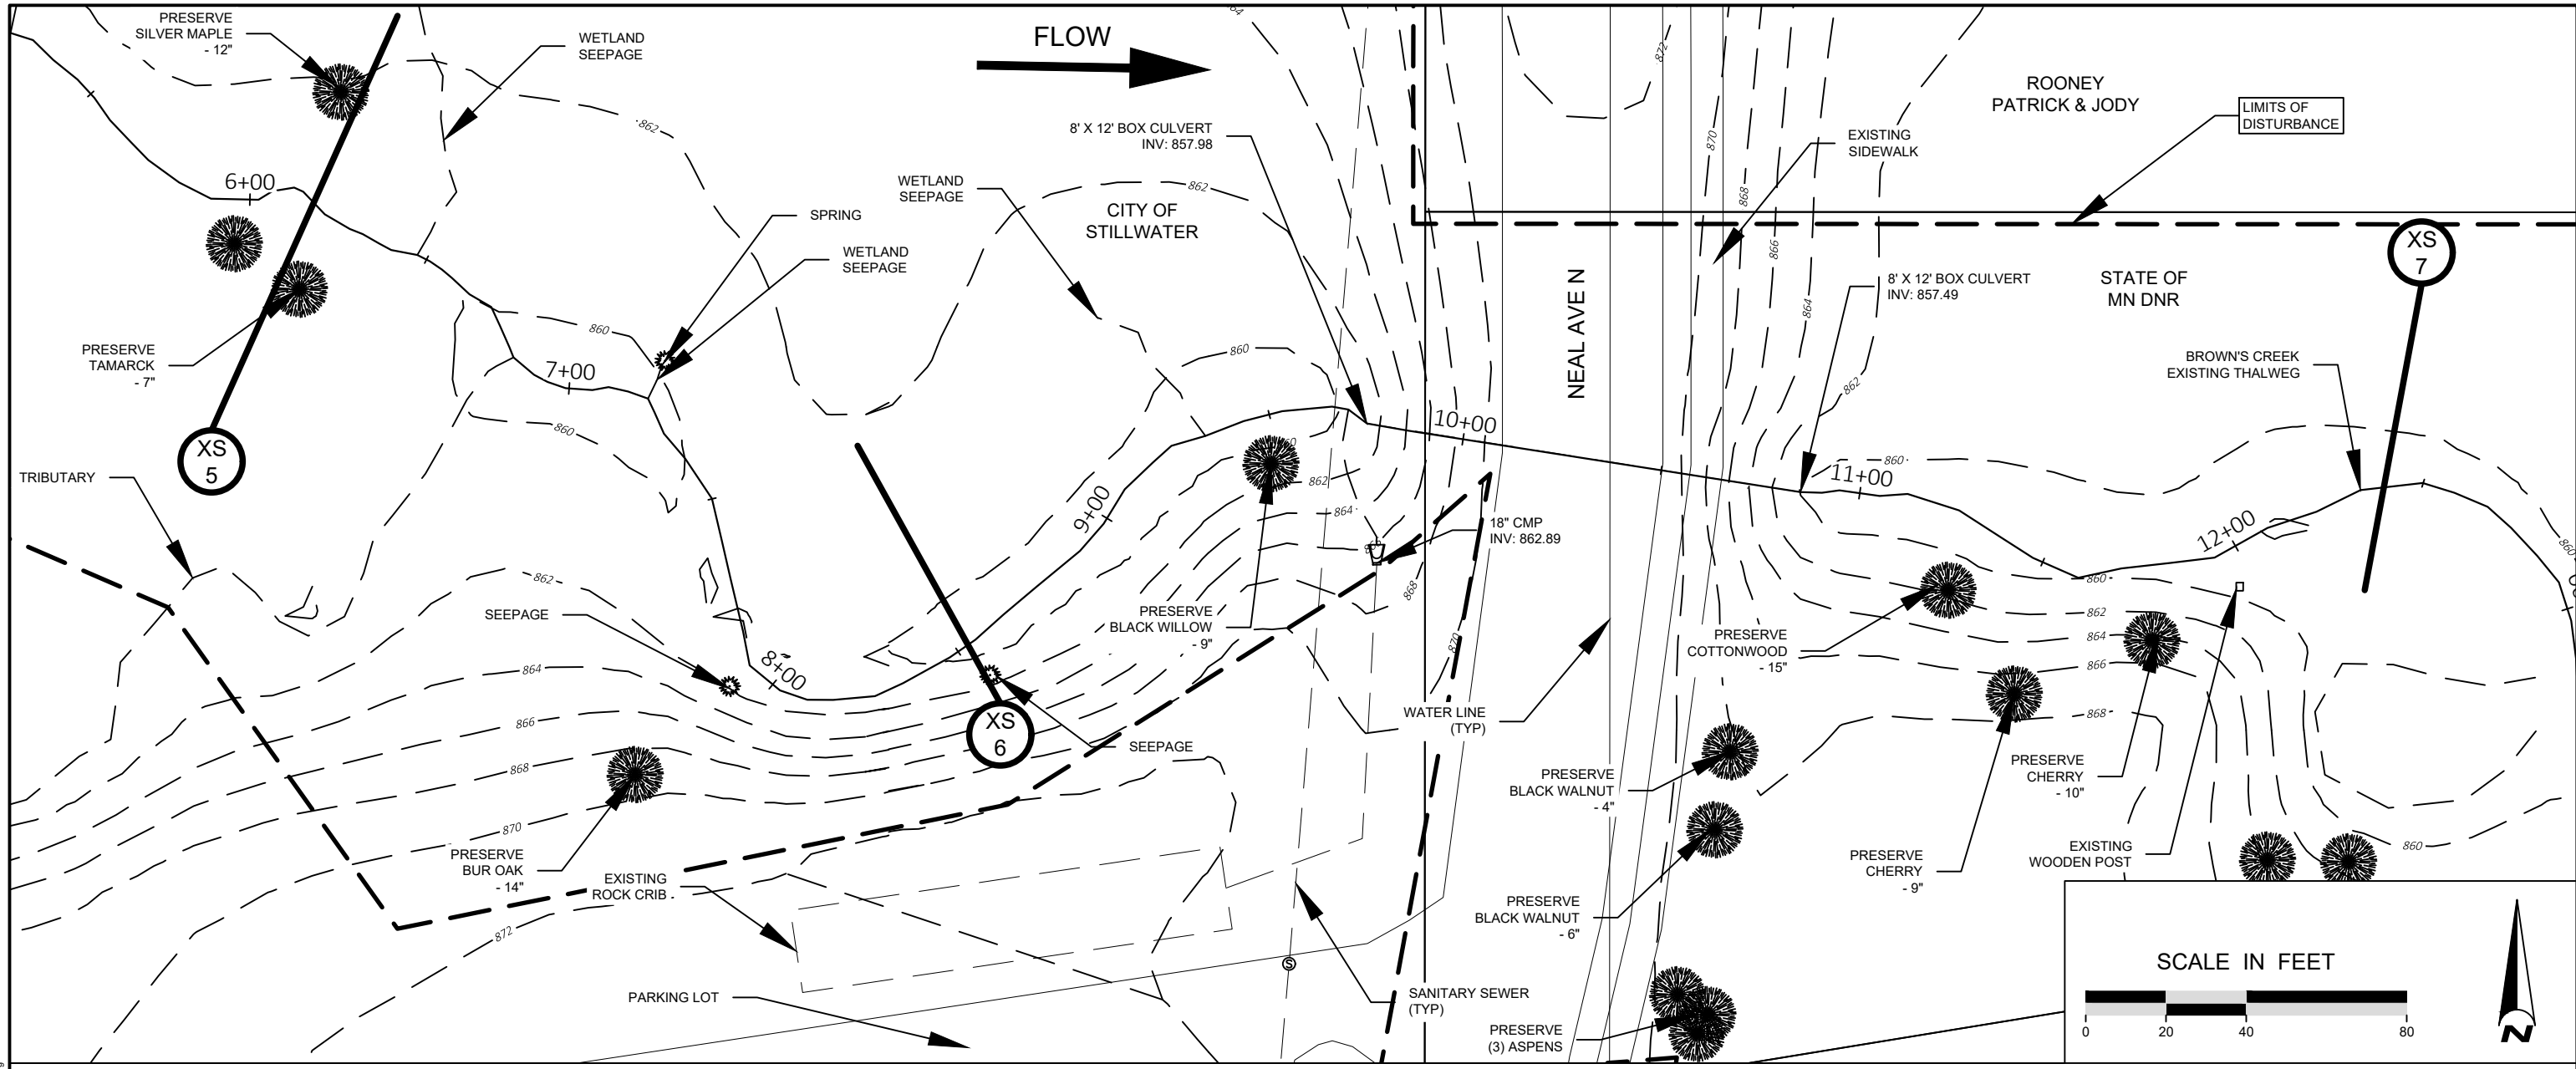 PRESERVE
SILVER MAPLE
- 12"
WETLAND
SEEPAGE
FLOW
862
864
872
870
868
866
864
862
ROONEY
PATRICK & JODY
LIMITS OF
DISTURBANCE
8' X 12' BOX CULVERT
INV: 857.98
EXISTING
SIDEWALK
6+00
WETLAND
SEEPAGE
862
CITY OF
STILLWATER
SPRING
WETLAND
SEEPAGE
NEAL AVE N
8' X 12' BOX CULVERT
INV: 857.49
STATE OF
MN DNR
XS
7
PRESERVE
TAMARCK
- 7"
860
7+00
860
860
BROWN'S CREEK
EXISTING THALWEG
10+00
860
XS
5
TRIBUTARY
860
862
864
860
11+00
9+00
18" CMP
INV: 862.89
12+00
860
862
SEEPAGE
868
860
862
864
866
868
PRESERVE
BLACK WILLOW
- 9"
870
PRESERVE
COTTONWOOD
- 15"
8+00
864
866
868
870
872
XS
6
SEEPAGE
WATER LINE
(TYP)
PRESERVE
BLACK WALNUT
- 4"
PRESERVE
CHERRY
- 10"
PRESERVE
BUR OAK
- 14"
EXISTING
ROCK CRIB
PRESERVE
CHERRY
- 9"
EXISTING
WOODEN POST
860
PRESERVE
BLACK WALNUT
- 6"
S
PARKING LOT
SANITARY SEWER
(TYP)
PRESERVE
(3) ASPENS
SCALE IN FEET
0 20 40 80
N